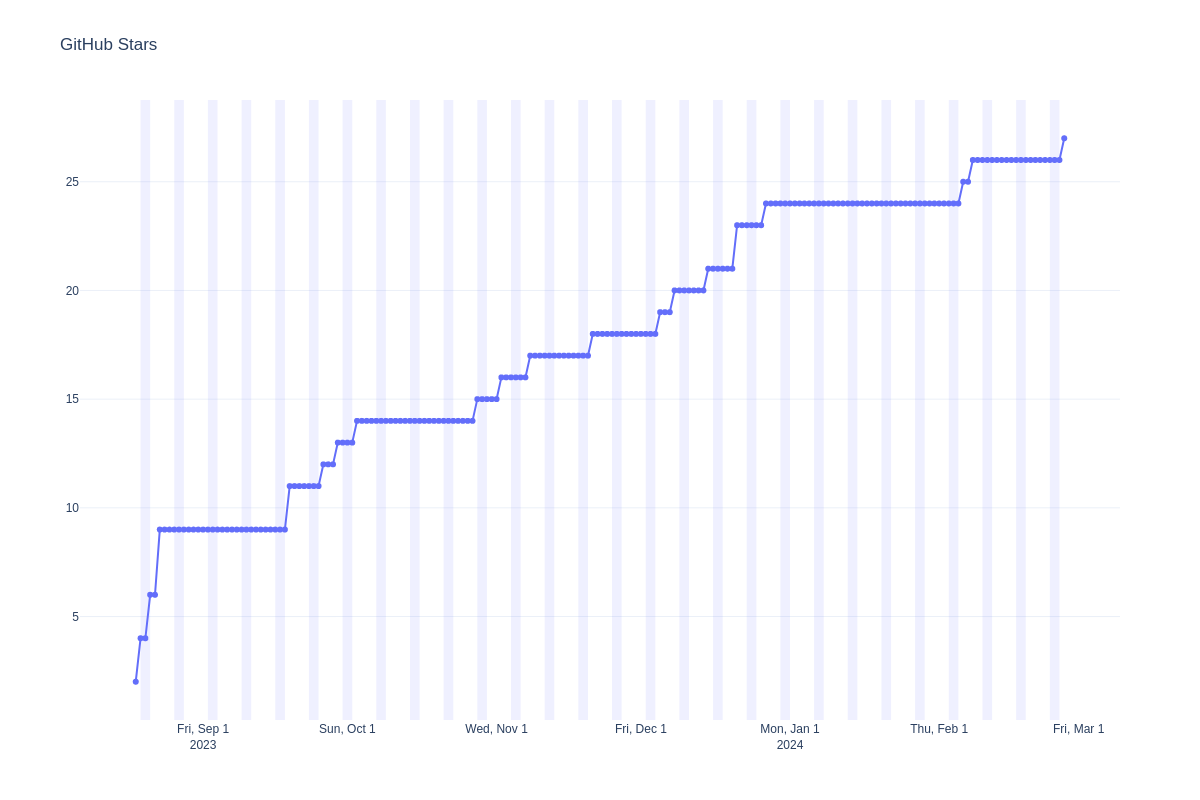 GitHub Stars
25
20
15
10
5
Fri, Sep 1
2023
Sun, Oct 1
Wed, Nov 1
Fri, Dec 1
Mon, Jan 1
2024
Thu, Feb 1
Fri, Mar 1